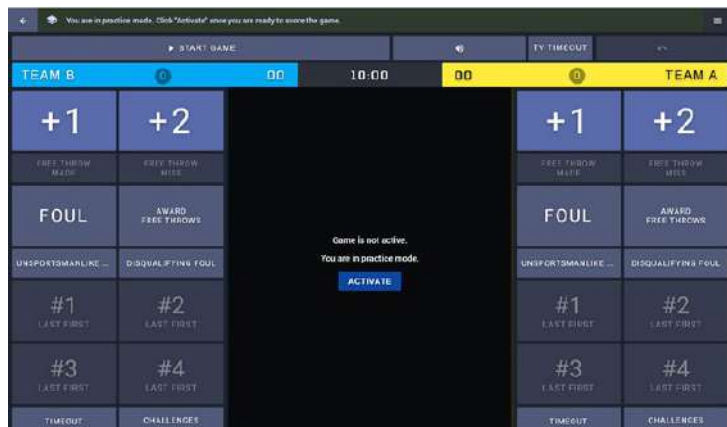 You are in practice mode. Click "Activate" once you are ready to score the game.
START GAME
TV TIMEOUT
TEAM B 0 00 10:00 00 0 TEAM A
+1 +2 +1 +2
FREE THROW MADE FREE THROW MISS FREE THROW MADE FREE THROW MISS
FOUL AWARD FREE THROWS FOUL AWARD FREE THROWS
Game is not active.
You are in practice mode.
UNSPORTSMANLIKE ... DISQUALIFYING FOUL UNSPORTSMANLIKE ... DISQUALIFYING FOUL
ACTIVATE
#1 #2 #1 #2
LAST FIRST LAST FIRST LAST FIRST LAST FIRST
#3 #4 #3 #4
LAST FIRST LAST FIRST LAST FIRST LAST FIRST
TIMEOUT CHALLENGES TIMEOUT CHALLENGES